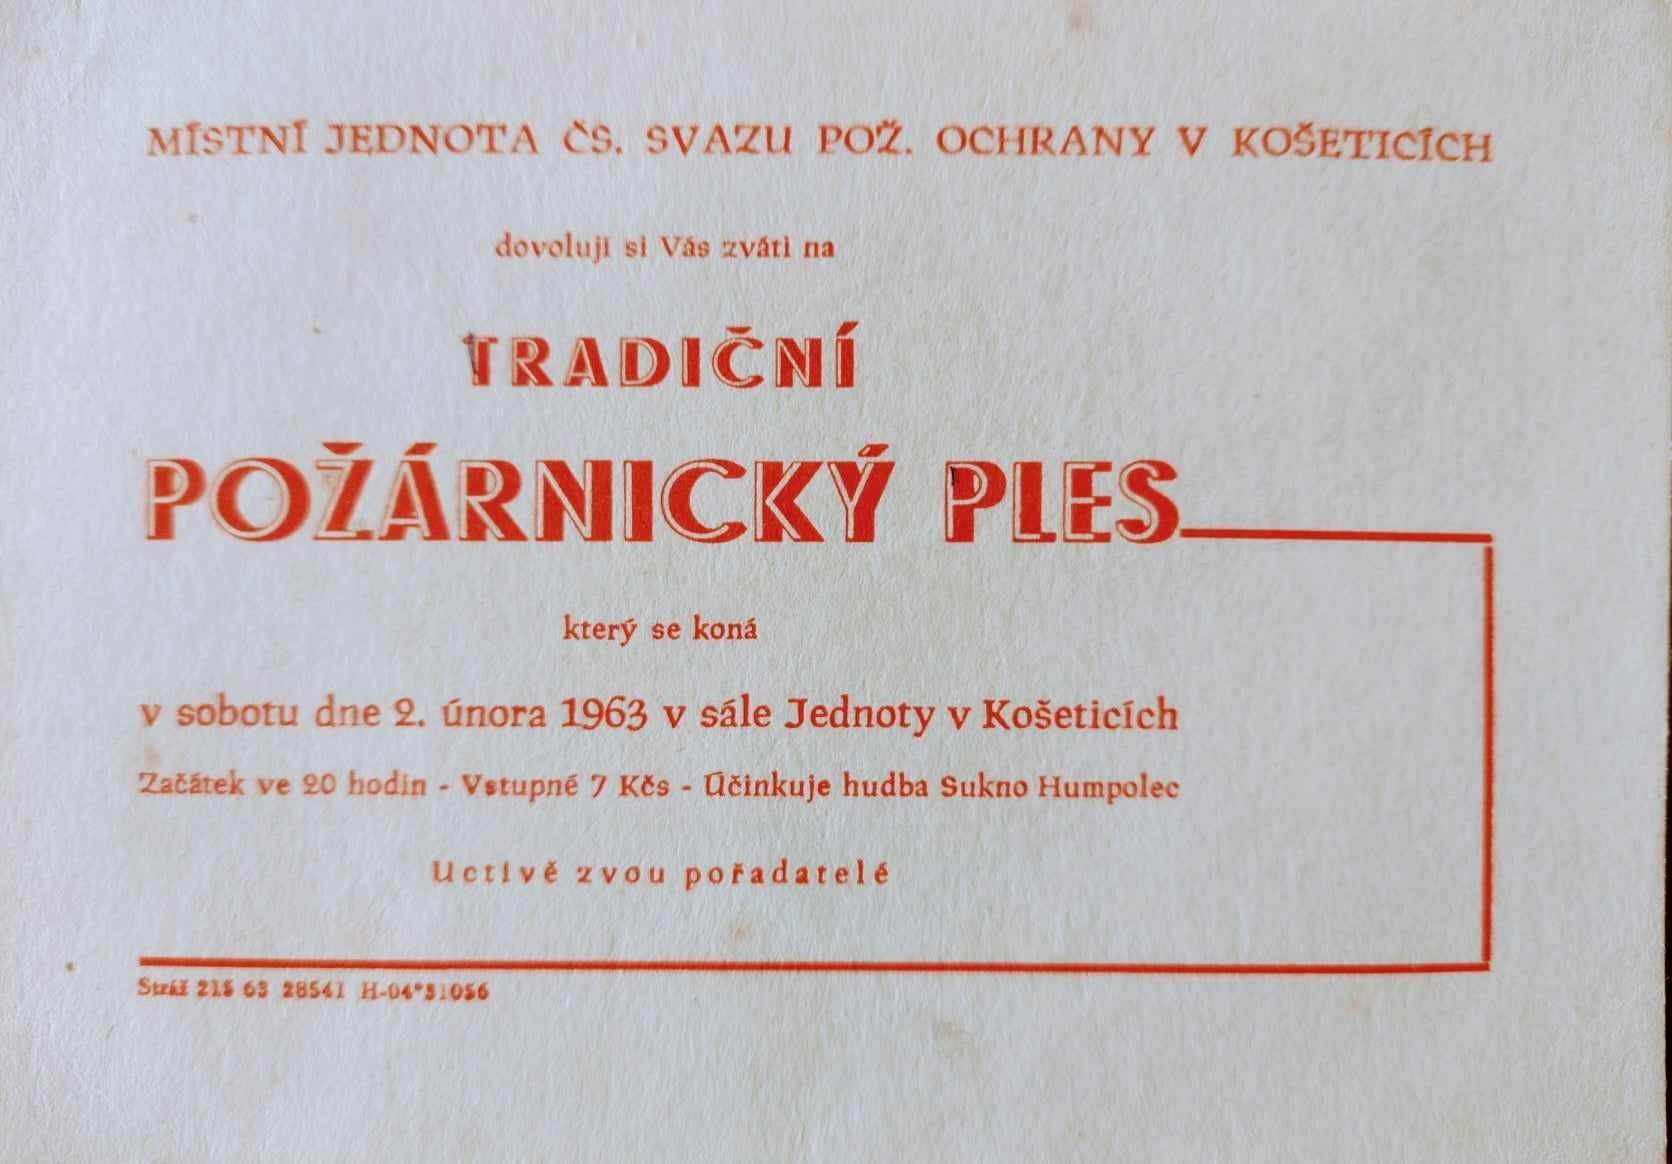 MÍSTNÍ JEDNOTA ČS. SVAZU POŽ. OCHRANY V KOŠETICÍCH
dovolují si Vás zváti na
TRADIČNÍ
POŽÁRNICKÝ PLES
který se koná
v sobotu dne 2. února 1963 v sále Jednoty v Košeticích
Začátek ve 20 hodin - Vstupné 7 Kčs - Účinkuje hudba Sukno Humpolec
Uctivě zvou pořadatelé
Stráž 215 63 28541 H-04*31056